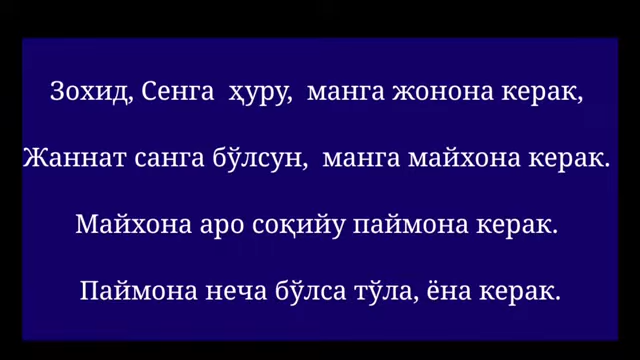 Зохид, Сенга ҳуру, манга жонона керак,
Жаннат санга бўлсун, манга майхона керак.
Майхона аро соқийу паймона керак.
Паймона неча бўлса тўла, ёна керак.